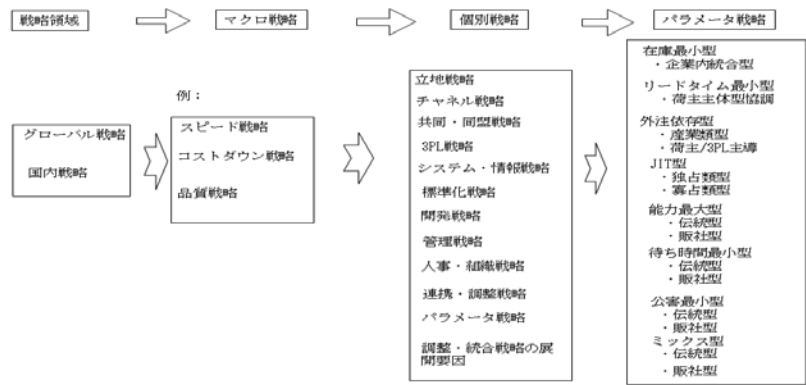 戦略領域
マクロ戦略
個別戦略
パラメータ戦略
グローバル戦略
国内戦略
例：
スピード戦略
コストダウン戦略
品質戦略
立地戦略
チャネル戦略
共同・同盟戦略
3PL戦略
システム・情報戦略
標準化戦略
開発戦略
管理戦略
人事・組織戦略
連携・調整戦略
パラメータ戦略
調整・統合戦略の展
開要因
在庫最小型
・企業内統合型
リードタイム最小型
・荷主主体型協調
外注依存型
・産業類型
・荷主/3PL主導
JIT型
・独占類型
・寡占類型
能力最大型
・伝統型
・販社型
待ち時間最小型
・伝統型
・販社型
公害最小型
・伝統型
・販社型
ミックス型
・伝統型
・販社型